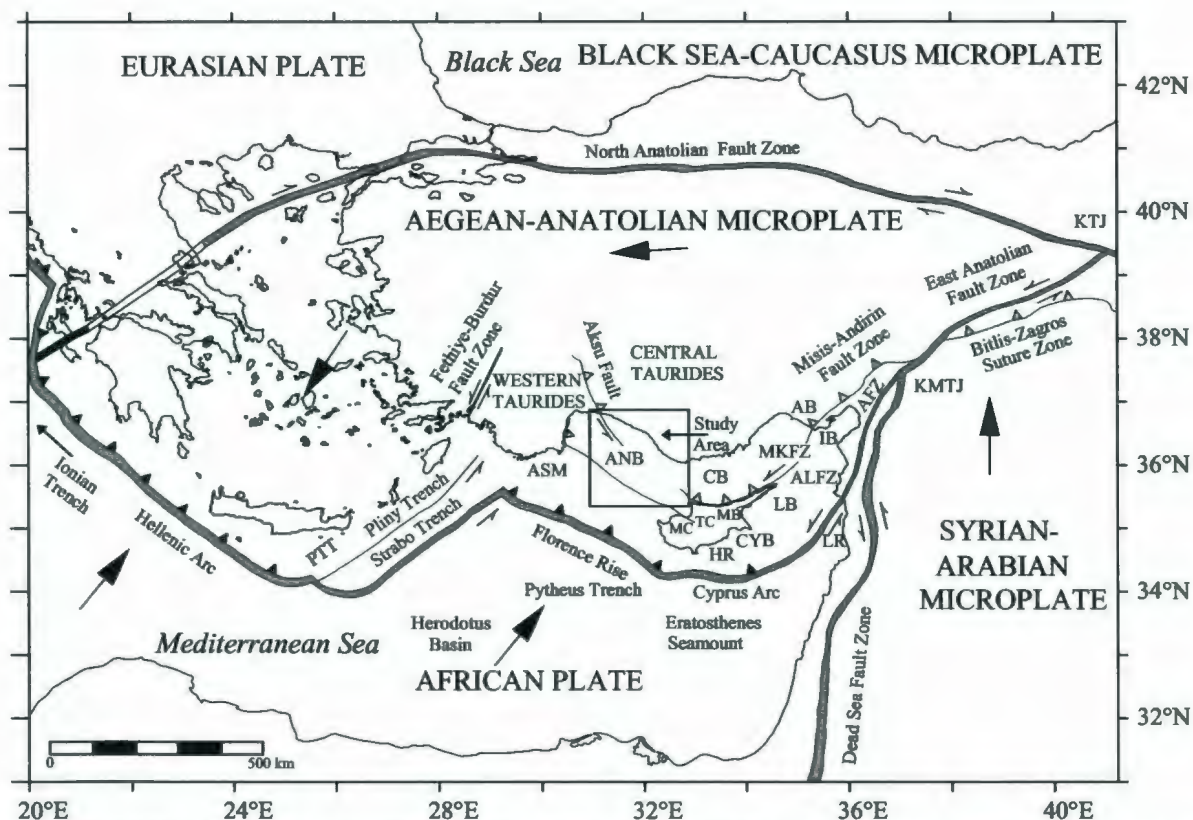 EURASIAN PLATE
Black Sea
BLACK SEA-CAUCASUS MICROPLATE
42°N
North Anatolian Fault Zone
AEGEAN-ANATOLIAN MICROPLATE
40°N
KTJ
East Anatolian
Fault Zone
Bitlis-Zagros
Suture Zone
38°N
Misis-Andirin
Fault Zone
Fethiye-Burdur
Fault Zone
Aksu Fault
CENTRAL
TAURIDES
WESTERN
TAURIDES
KMTJ
AFZ
AB
IB
Study
Area
ANB
ASM
MKFZ
36°N
CB
ALFZ
LB
Ionian
Trench
Pliny Trench
Strabo Trench
PTT
Hellenic Arc
MC
TC
MB
CYB
HR
LR
Florence Rise
SYRIAN-
ARABIAN
MICROPLATE
34°N
Pytheus Trench
Cyprus Arc
Herodotus
Basin
Eratosthenes
Seamount
Mediterranean Sea
AFRICAN PLATE
Dead Sea Fault Zone
32°N
0
500 km
20°E
24°E
28°E
32°E
36°E
40°E